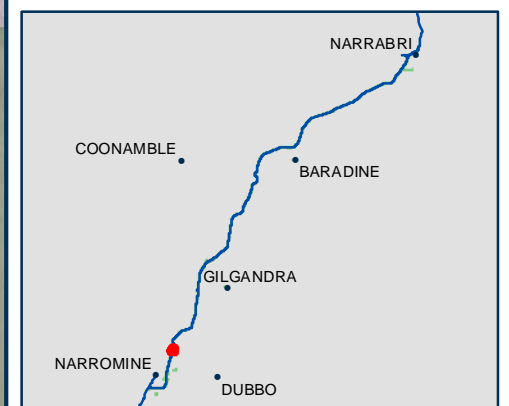 NARRABRI
COONAMBLE
BARADINE
GILGANDRA
NARROMINE
DUBBO